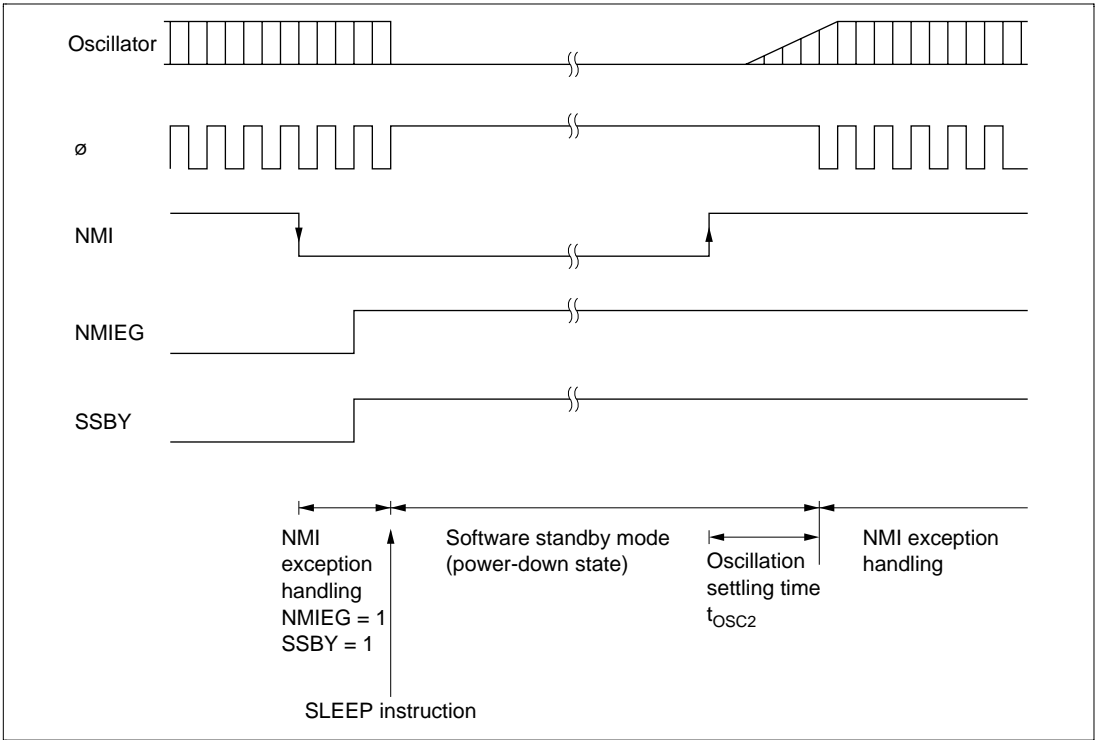 Oscillator
ø
NMI
NMIEG
SSBY
NMI
exception
handling
NMIEG = 1
SSBY = 1
Software standby mode
(power-down state)
Oscillation
settling time
tOSC2
NMI exception
handling
SLEEP instruction